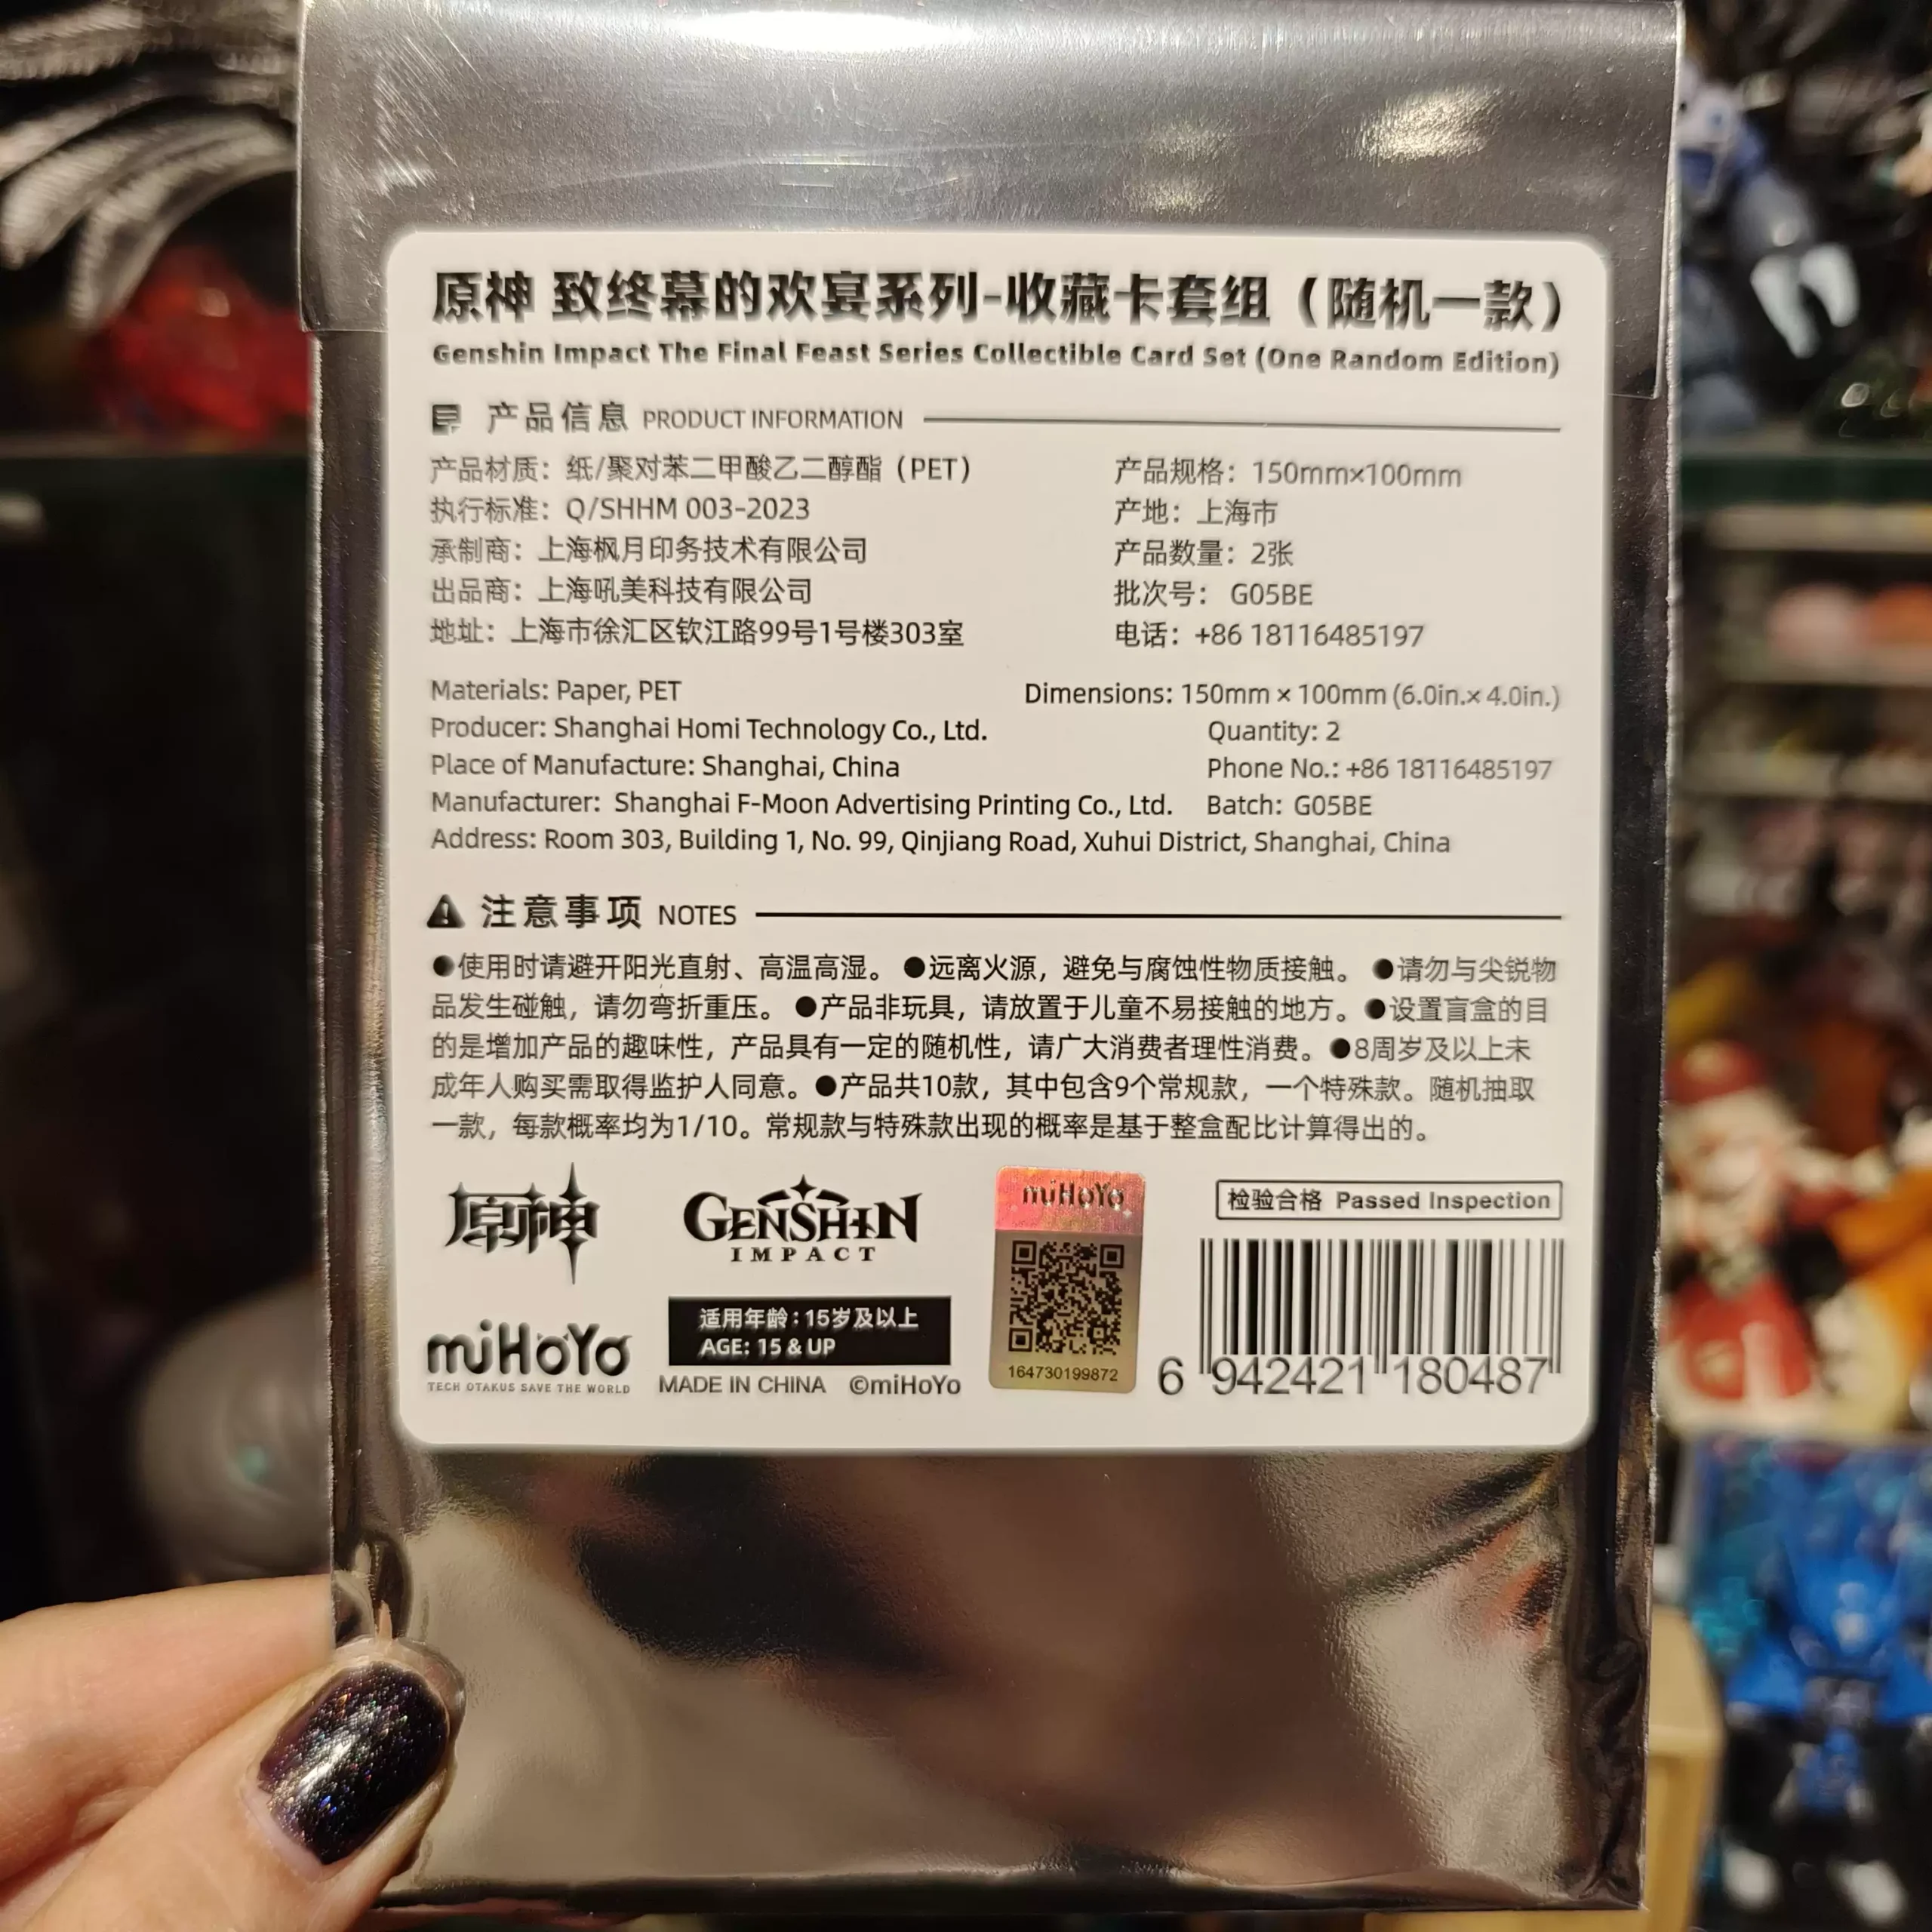 原神 致终幕的欢宴系列-收藏卡套组（随机一款）
Genshin Impact The Final Feast Series Collectible Card Set (One Random Edition)
产品信息 PRODUCT INFORMATION
产品材质：纸/聚对苯二甲酸乙二醇酯（PET）
产品规格：150mm×100mm
执行标准：Q/SHHM 003-2023
产地：上海市
承制商：上海枫月印务技术有限公司
产品数量：2张
出品商：上海吼美科技有限公司
批次号： G05BE
地址：上海市徐汇区钦江路99号1号楼303室
电话：+86 18116485197
Materials: Paper, PET
Dimensions: 150mm × 100mm (6.0in.× 4.0in.)
Producer: Shanghai Homi Technology Co., Ltd.
Quantity: 2
Place of Manufacture: Shanghai, China
Phone No.: +86 18116485197
Manufacturer: Shanghai F-Moon Advertising Printing Co., Ltd.
Batch: G05BE
Address: Room 303, Building 1, No. 99, Qinjiang Road, Xuhui District, Shanghai, China
注意事项 NOTES
●使用时请避开阳光直射、高温高湿。●远离火源，避免与腐蚀性物质接触。●请勿与尖锐物
品发生碰触，请勿弯折重压。●产品非玩具，请放置于儿童不易接触的地方。●设置盲盒的目
的是增加产品的趣味性，产品具有一定的随机性，请广大消费者理性消费。●8周岁及以上未
成年人购买需取得监护人同意。●产品共10款，其中包含9个常规款，一个特殊款。随机抽取
一款，每款概率均为1/10。常规款与特殊款出现的概率是基于整盒配比计算得出的。
原神
GENSHIN
IMPACT
miHoYo
检验合格 Passed Inspection
miHoYo
TECH OTAKUS SAVE THE WORLD
适用年龄：15岁及以上
AGE: 15 & UP
MADE IN CHINA ©miHoYo
164730199872
6 942421 180487